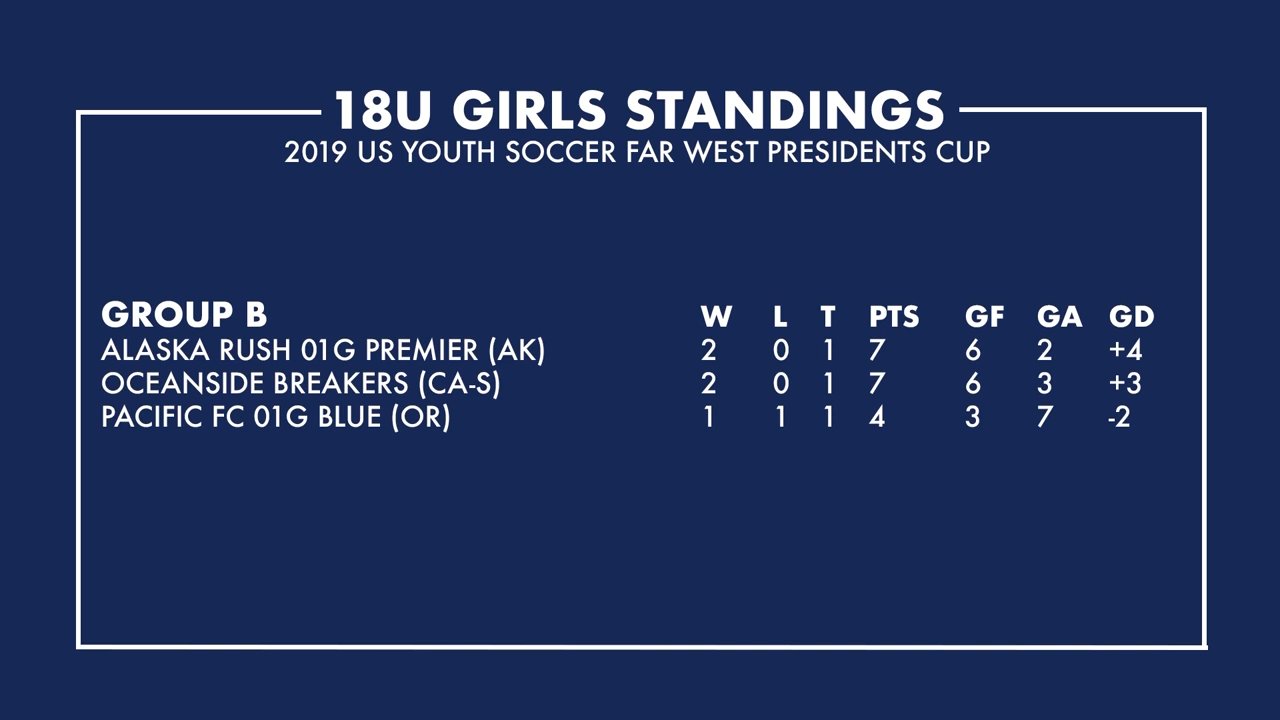 18U GIRLS STANDINGS
2019 US YOUTH SOCCER FAR WEST PRESIDENTS CUP
GROUP B W L T PTS GF GA GD
ALASKA RUSH 01G PREMIER (AK) 2 0 1 7 6 2 +4
OCEANSIDE BREAKERS (CA-S) 2 0 1 7 6 3 +3
PACIFIC FC 01G BLUE (OR) 1 1 1 4 3 7 -2